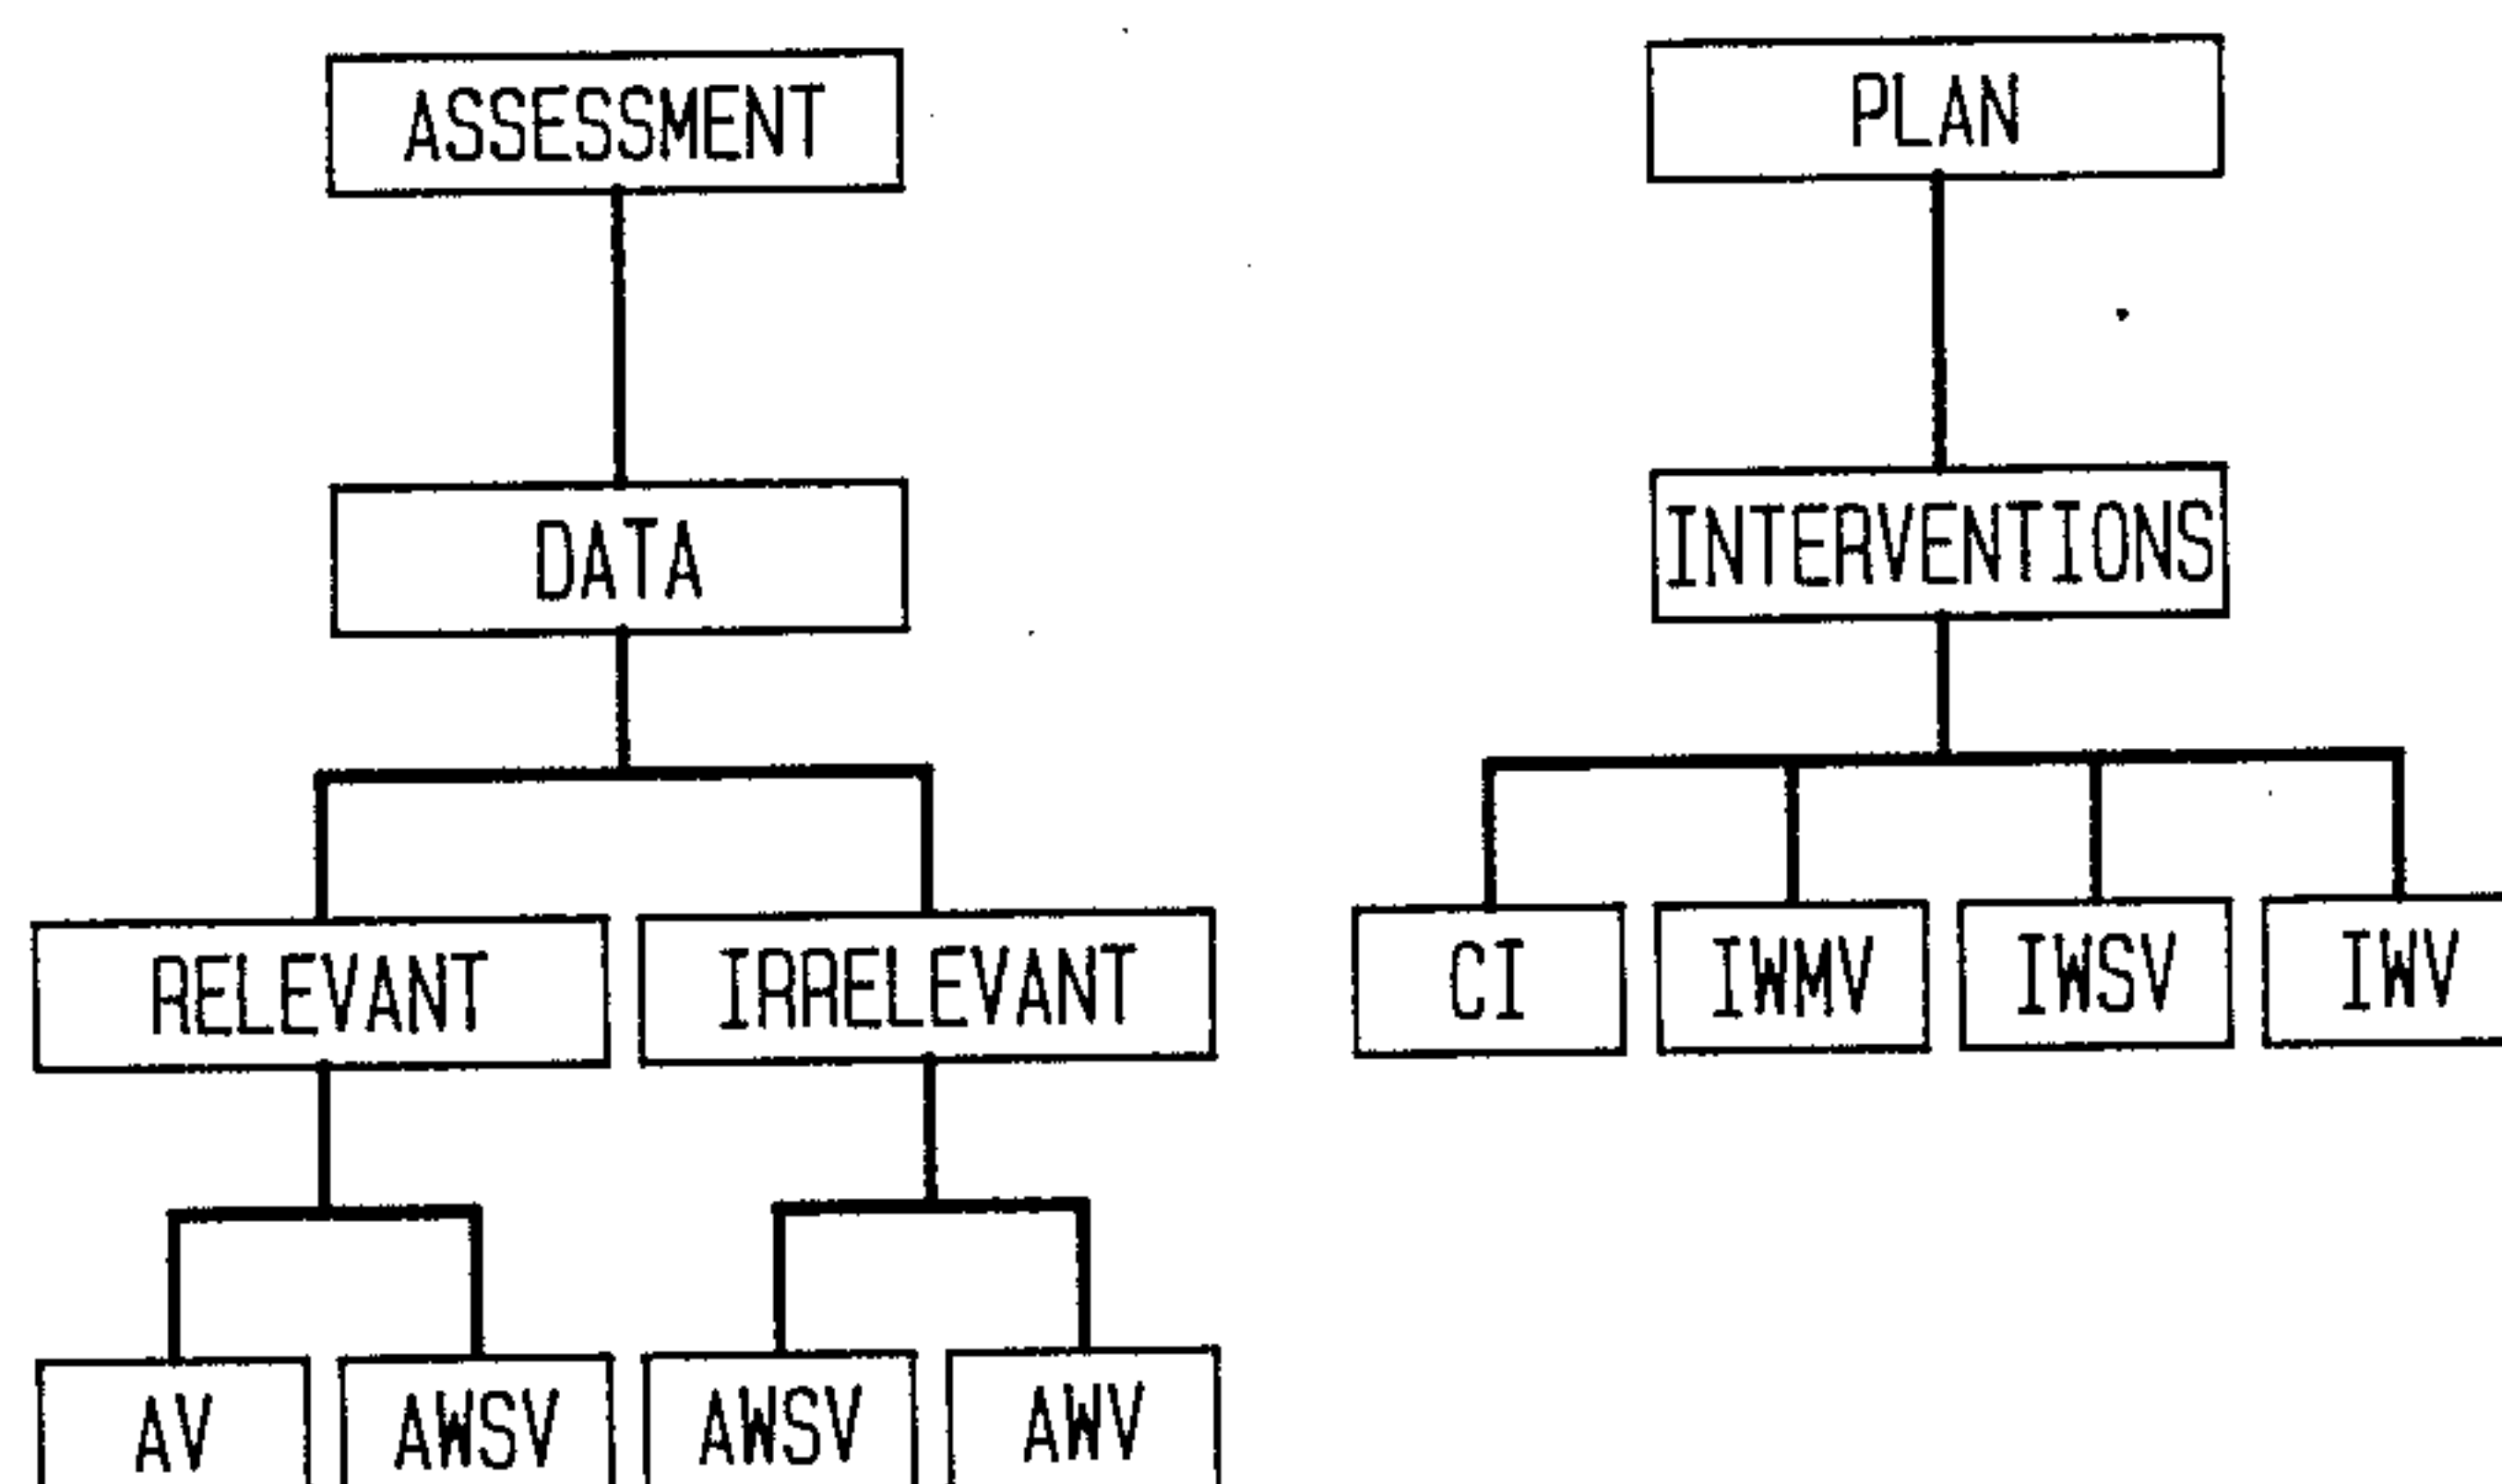 ASSESSMENT
PLAN
DATA
INTERVENTIONS
RELEVANT
IRRELEVANT
CI
IWMV
IWSV
IWV
AV
AWSV
AWSV
AWV